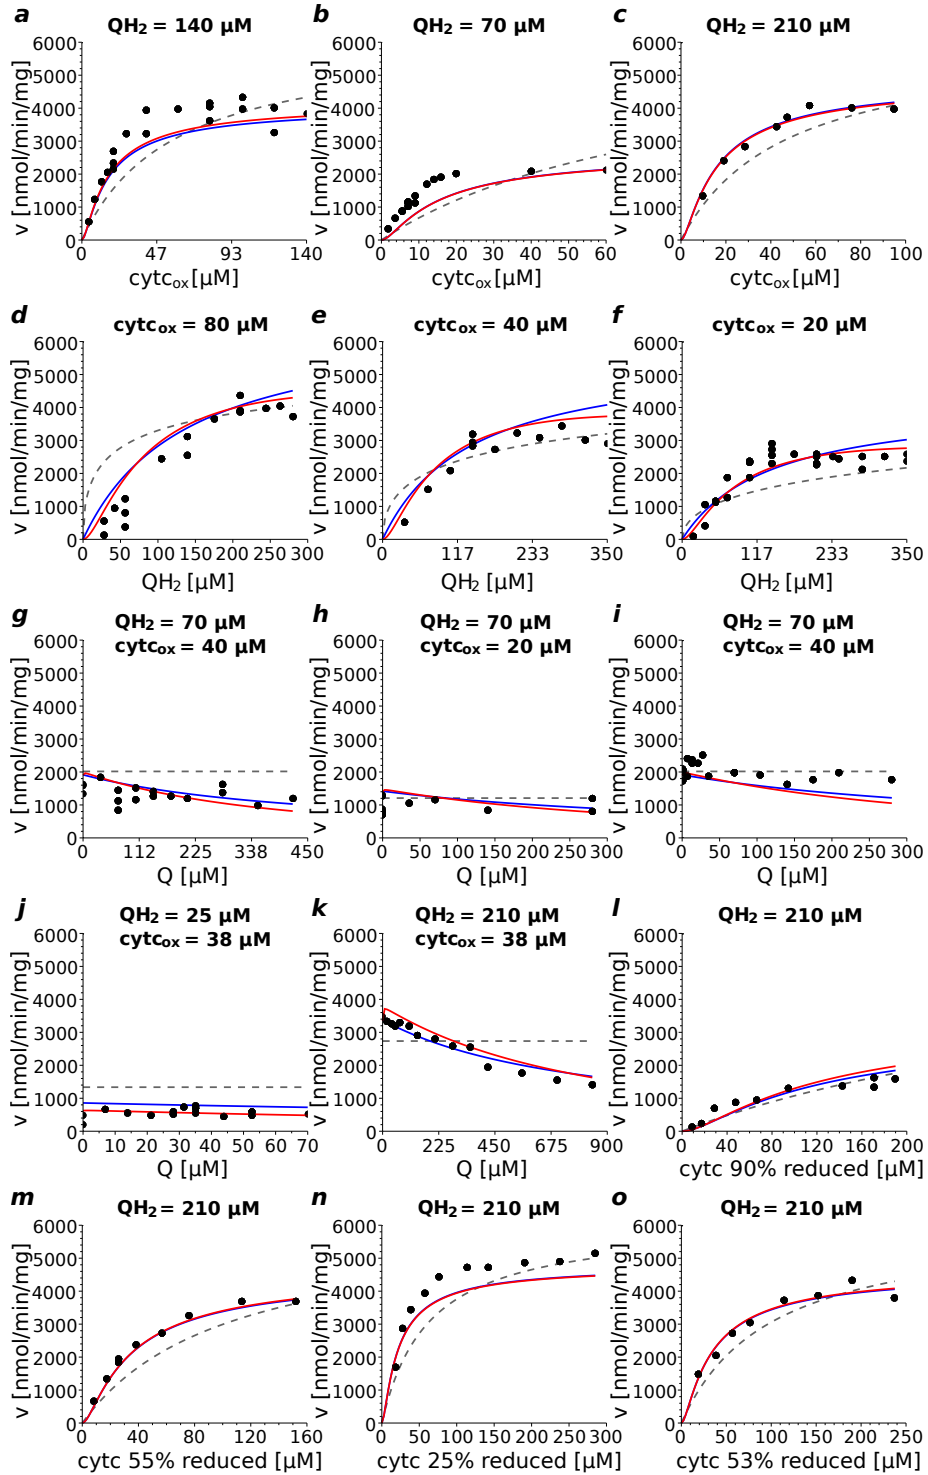 a QH₂ = 140 µM
b QH₂ = 70 µM
c QH₂ = 210 µM
v [nmol/min/mg]
6000
5000
4000
3000
2000
1000
0
0 47 93 140
cytcₒₓ[µM]
v [nmol/min/mg]
6000
5000
4000
3000
2000
1000
0
0 10 20 30 40 50 60
cytcₒₓ[µM]
v [nmol/min/mg]
6000
5000
4000
3000
2000
1000
0
0 20 40 60 80 100
cytcₒₓ[µM]
d cytcₒₓ = 80 µM
e cytcₒₓ = 40 µM
f cytcₒₓ = 20 µM
v [nmol/min/mg]
6000
5000
4000
3000
2000
1000
0
0 50 100 150 200 250 300
QH₂ [µM]
v [nmol/min/mg]
6000
5000
4000
3000
2000
1000
0
0 117 233 350
QH₂ [µM]
v [nmol/min/mg]
6000
5000
4000
3000
2000
1000
0
0 117 233 350
QH₂ [µM]
g QH₂ = 70 µM
cytcₒₓ = 40 µM
h QH₂ = 70 µM
cytcₒₓ = 20 µM
i QH₂ = 70 µM
cytcₒₓ = 40 µM
v [nmol/min/mg]
6000
5000
4000
3000
2000
1000
0
0 112 225 338 450
Q [µM]
v [nmol/min/mg]
6000
5000
4000
3000
2000
1000
0
0 50 100 150 200 250 300
Q [µM]
v [nmol/min/mg]
6000
5000
4000
3000
2000
1000
0
0 50 100 150 200 250 300
Q [µM]
j QH₂ = 25 µM
cytcₒₓ = 38 µM
k QH₂ = 210 µM
cytcₒₓ = 38 µM
l QH₂ = 210 µM
v [nmol/min/mg]
6000
5000
4000
3000
2000
1000
0
0 10 20 30 40 50 60 70
Q [µM]
v [nmol/min/mg]
6000
5000
4000
3000
2000
1000
0
0 225 450 675 900
Q [µM]
v [nmol/min/mg]
6000
5000
4000
3000
2000
1000
0
0 40 80 120 160 200
cytc 90% reduced [µM]
m QH₂ = 210 µM
n QH₂ = 210 µM
o QH₂ = 210 µM
v [nmol/min/mg]
6000
5000
4000
3000
2000
1000
0
0 40 80 120 160
cytc 55% reduced [µM]
v [nmol/min/mg]
6000
5000
4000
3000
2000
1000
0
0 50 100 150 200 250 300
cytc 25% reduced [µM]
v [nmol/min/mg]
6000
5000
4000
3000
2000
1000
0
0 50 100 150 200 250
cytc 53% reduced [µM]